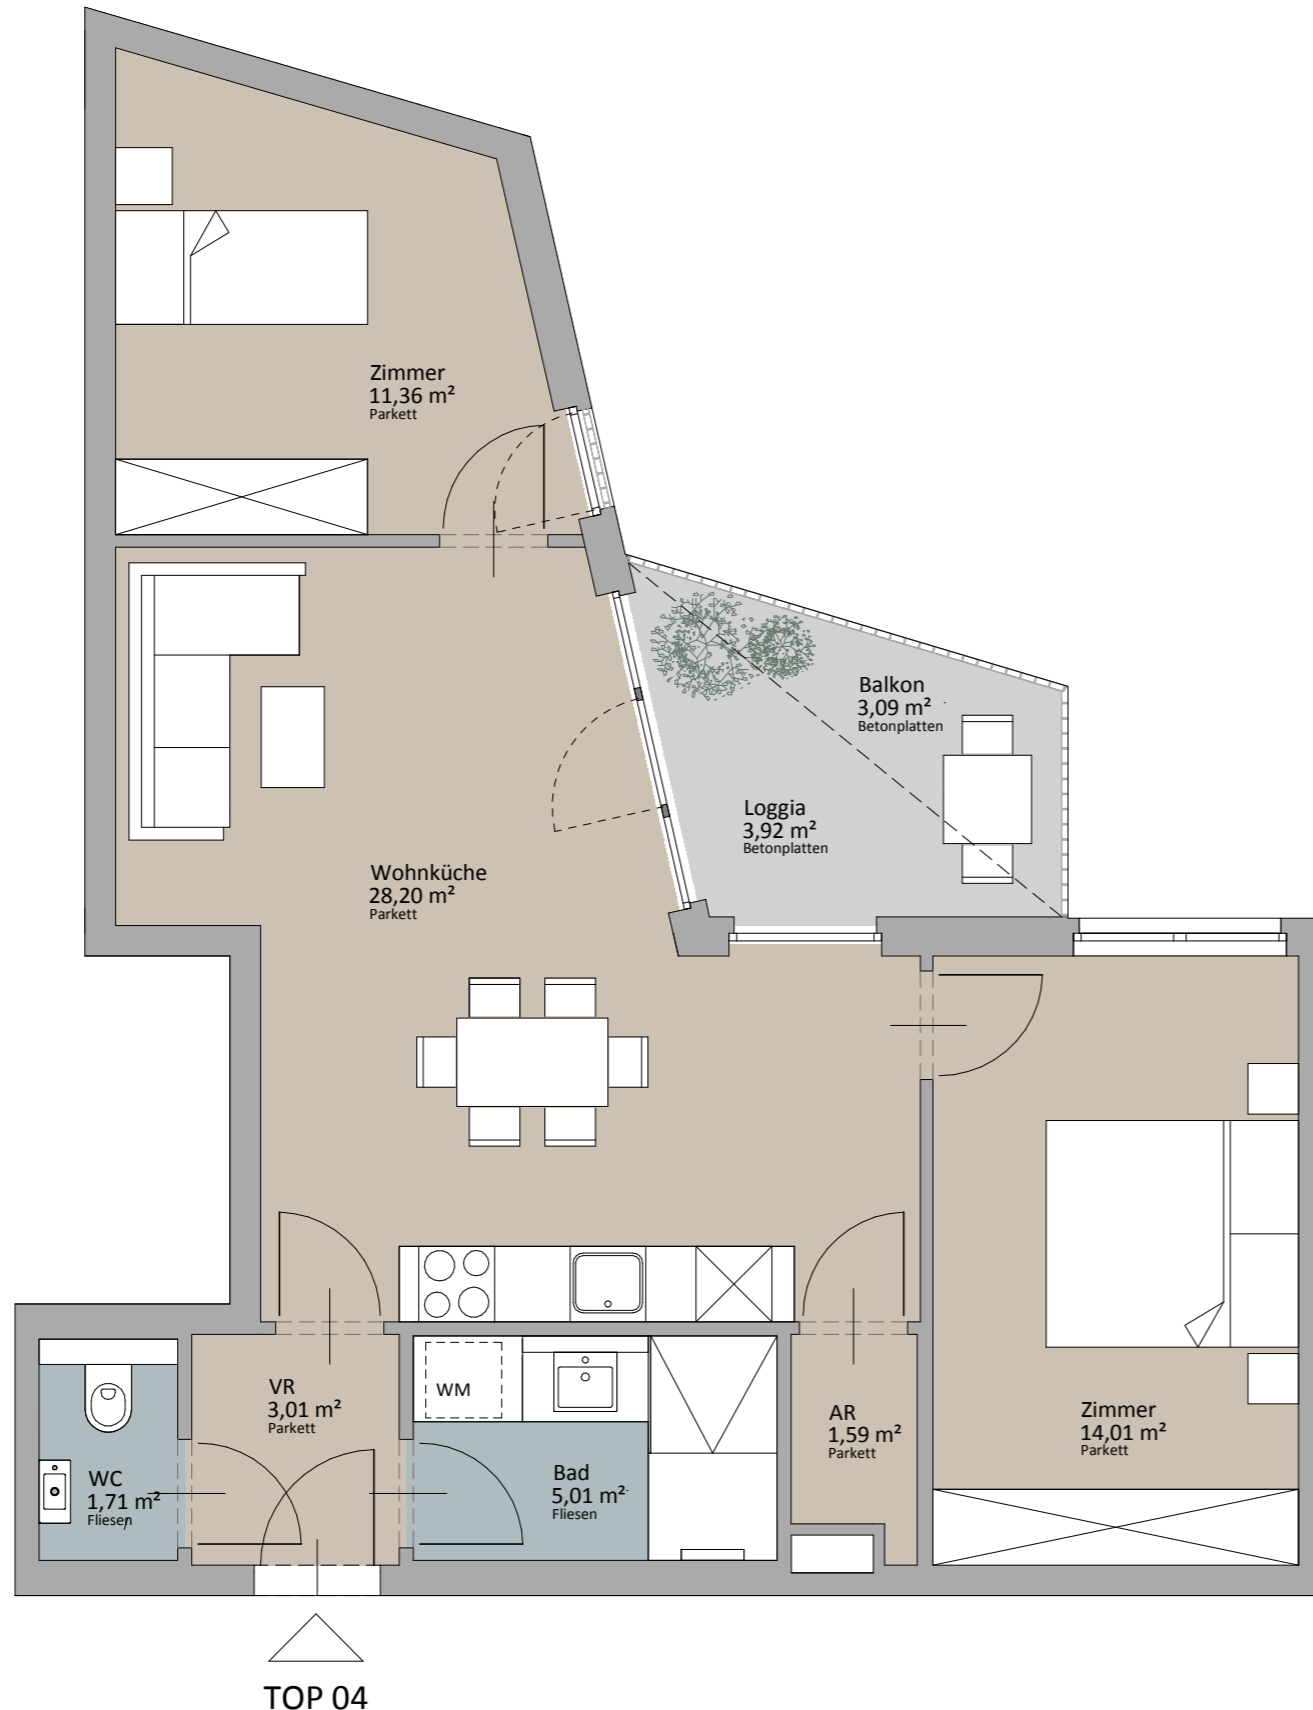 Zimmer
11,36 m²
Parkett
Balkon
3,09 m²
Betonplatten
Loggia
3,92 m²
Betonplatten
Wohnküche
28,20 m²
Parkett
VR
3,01 m²
Parkett
WM
AR
1,59 m²
Parkett
Zimmer
14,01 m²
Parkett
WC
1,71 m²
Fliesen
Bad
5,01 m²
Fliesen
TOP 04